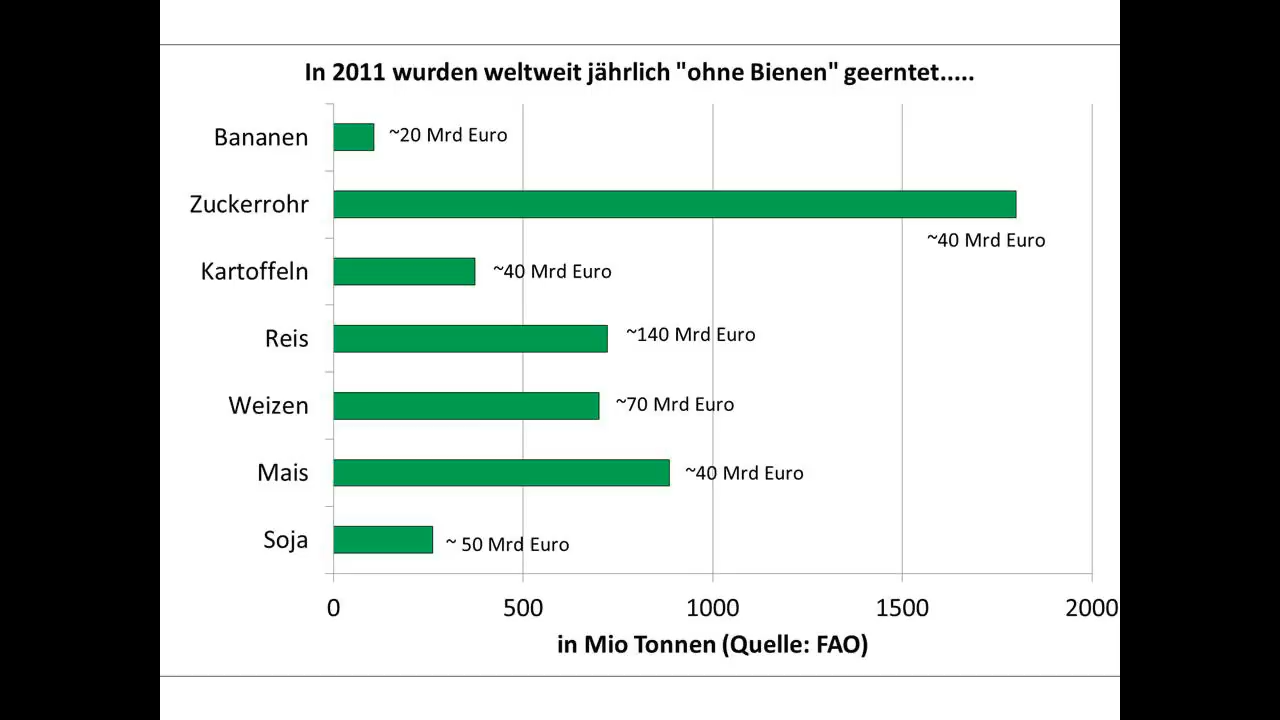 In 2011 wurden weltweit jährlich "ohne Bienen" geerntet.....
Bananen ~20 Mrd Euro
Zuckerrohr
~40 Mrd Euro
Kartoffeln ~40 Mrd Euro
Reis ~140 Mrd Euro
Weizen ~70 Mrd Euro
Mais ~40 Mrd Euro
Soja ~ 50 Mrd Euro
0 500 1000 1500 2000
in Mio Tonnen (Quelle: FAO)